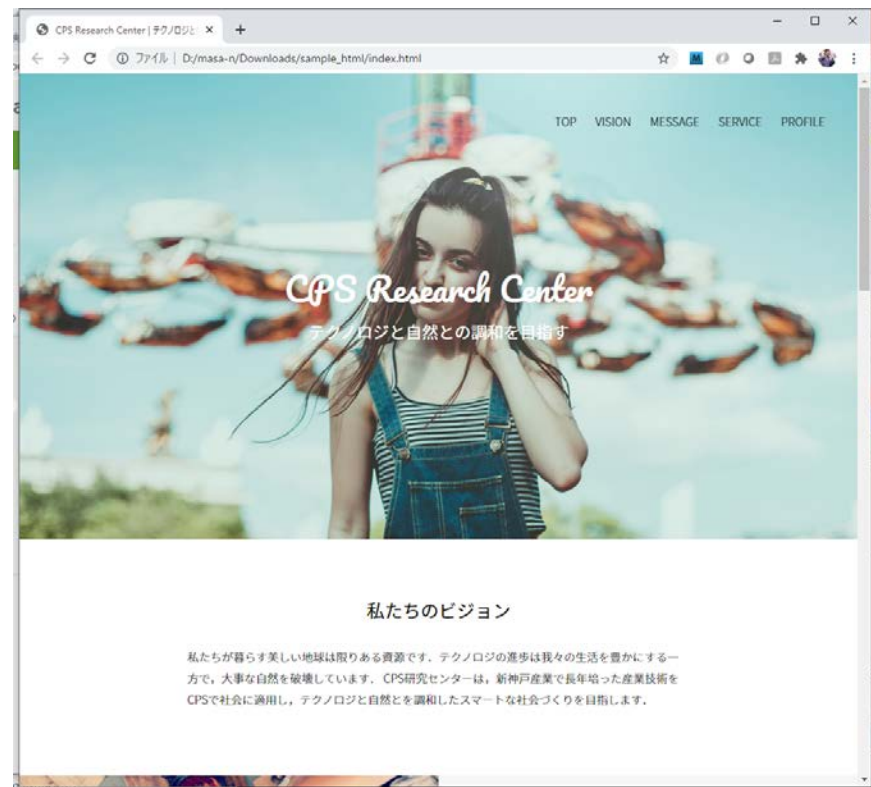 CPS Research Center | テクノロジと
ファイル | D:/masa-n/Downloads/sample_html/index.html
TOP VISION MESSAGE SERVICE PROFILE
CPS Research Center
テクノロジと自然との調和を目指す
私たちのビジョン
私たちが暮らす美しい地球は限りある資源です．テクノロジの進歩は我々の生活を豊かにする一
方で，大事な自然を破壊しています． CPS研究センターは，新神戸産業で長年培った産業技術を
CPSで社会に適用し，テクノロジと自然とを調和したスマートな社会づくりを目指します．